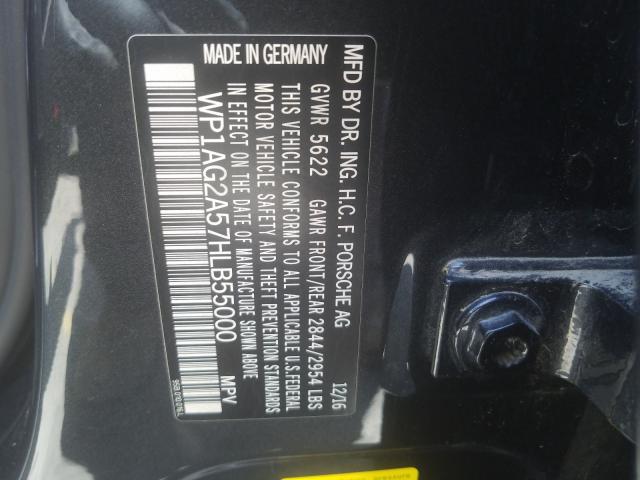 MFD BY DR. ING. H.C. F. PORSCHE AG 12/16
GVWR 5622 GAWR FRONT/REAR 2844/2954 LBS
THIS VEHICLE CONFORMS TO ALL APPLICABLE U.S. FEDERAL
MOTOR VEHICLE SAFETY AND THEFT PREVENTION STANDARDS
IN EFFECT ON THE DATE OF MANUFACTURE SHOWN ABOVE
WP1AG2A57HLB55000 MPV
MADE IN GERMANY